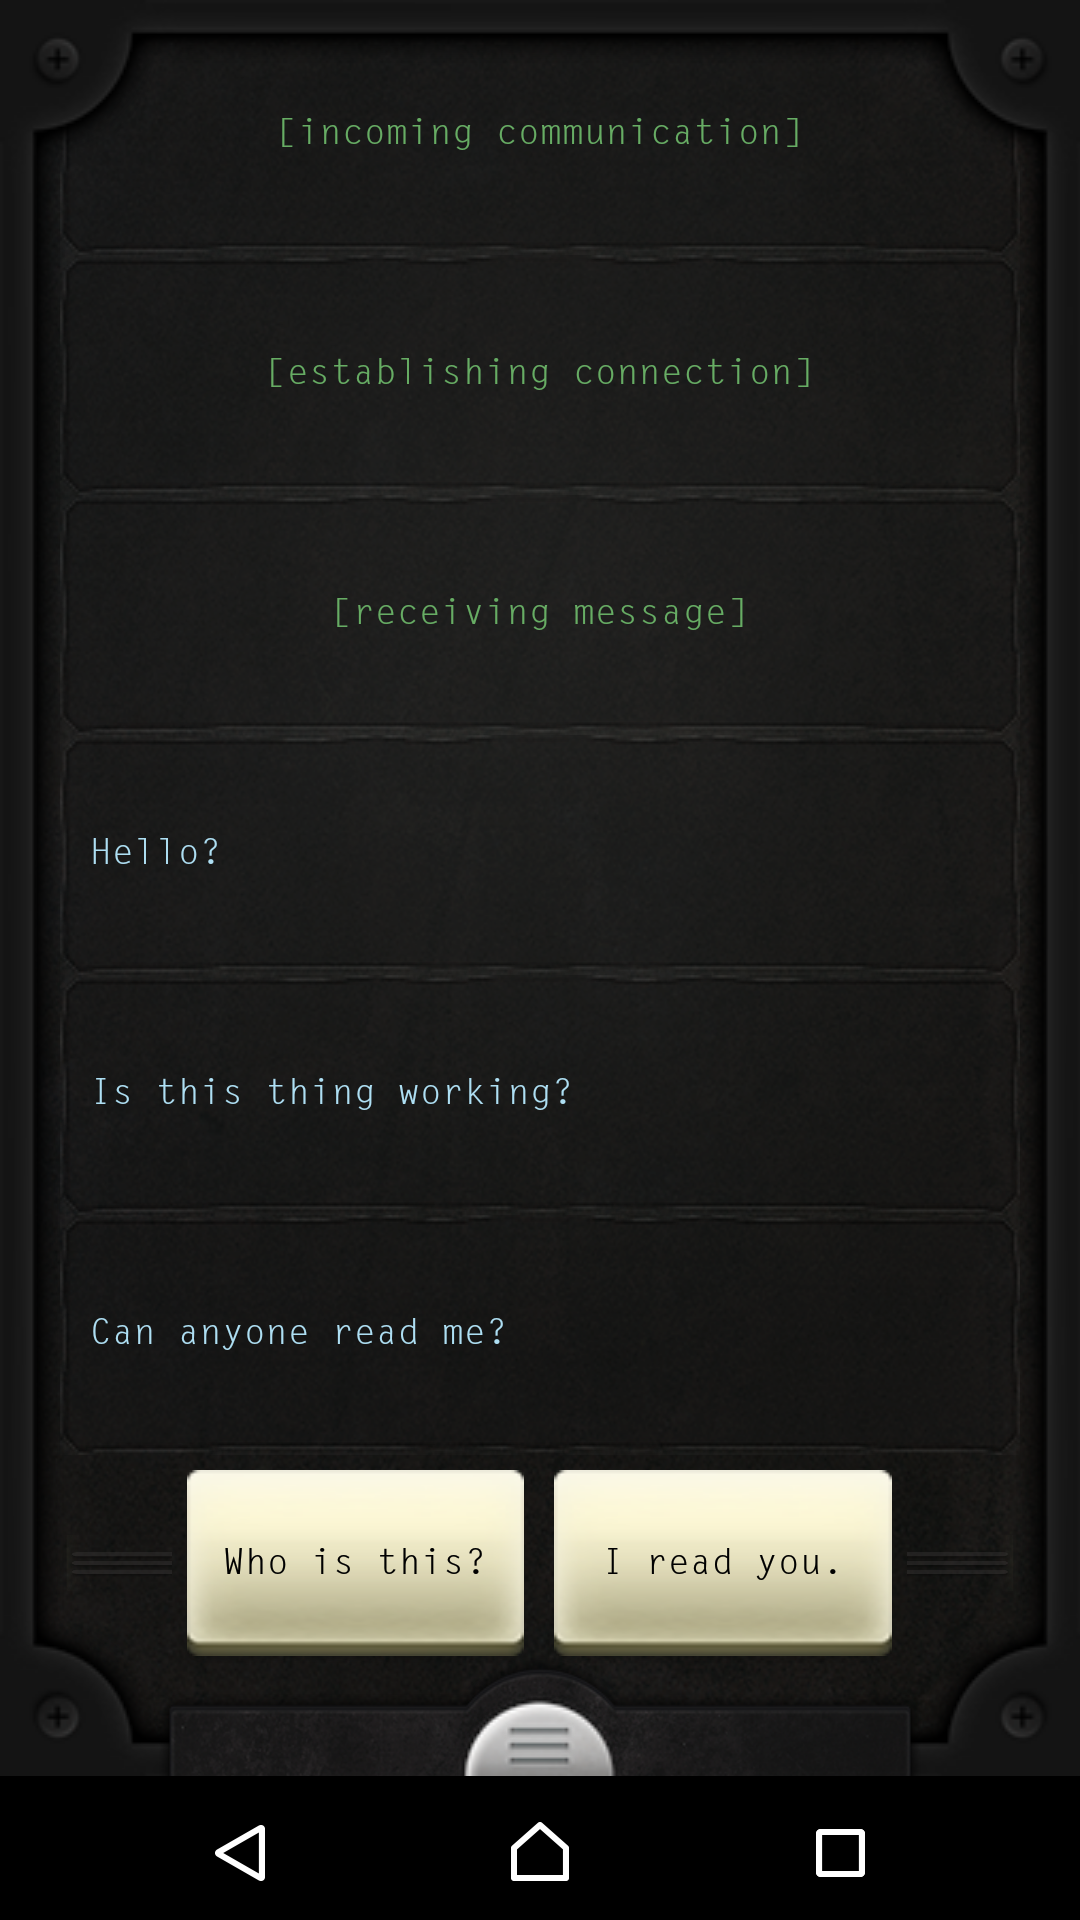 [incoming communication]
[establishing connection]
[receiving message]
Hello?
Is this thing working?
Can anyone read me?
Who is this? I read you.